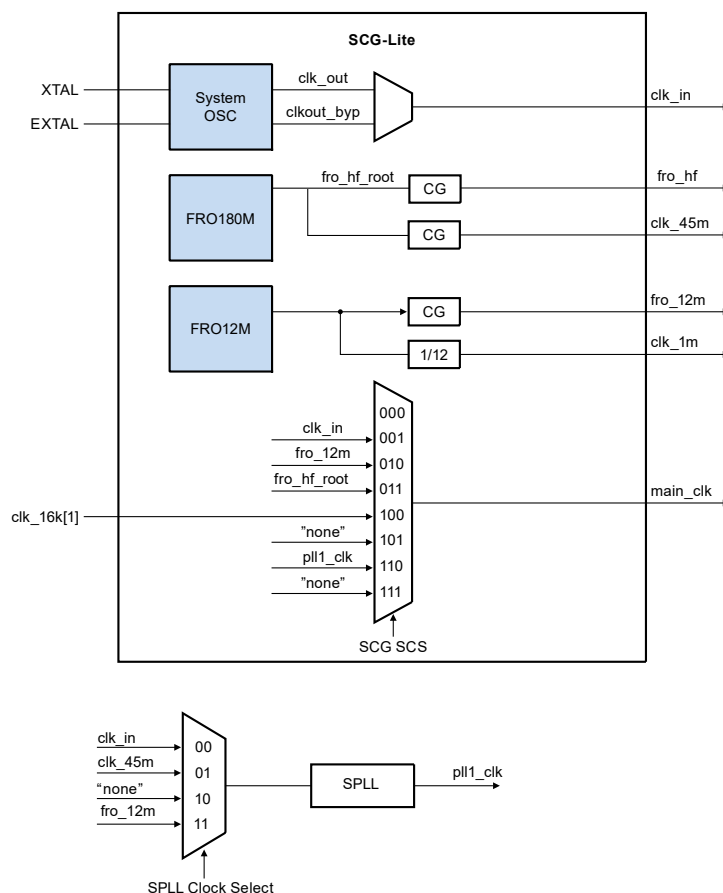 SCG-Lite
XTAL
EXTAL
System
OSC
clk_out
clkout_byp
clk_in
FRO180M
fro_hf_root
CG
fro_hf
CG
clk_45m
FRO12M
CG
fro_12m
1/12
clk_1m
000
clk_in
001
fro_12m
010
fro_hf_root
011
clk_16k[1]
100
"none"
101
pll1_clk
110
"none"
111
main_clk
SCG SCS
clk_in
00
clk_45m
01
“none”
10
fro_12m
11
SPLL
pll1_clk
SPLL Clock Select